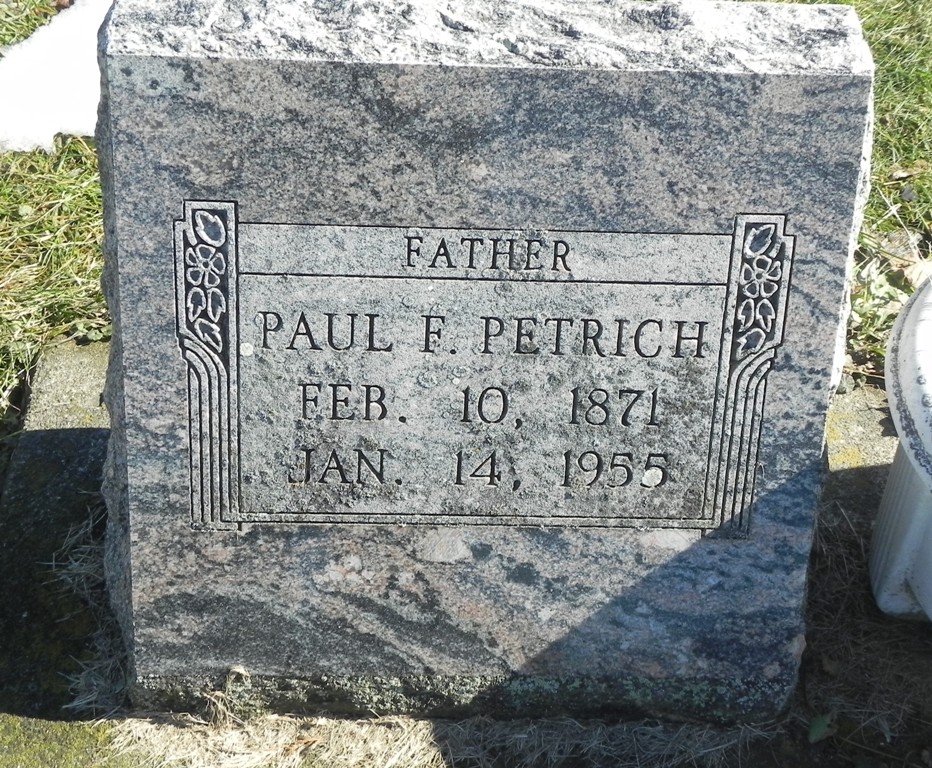 FATHER
PAUL F. PETRICH
FEB. 10, 1871
JAN. 14, 1955